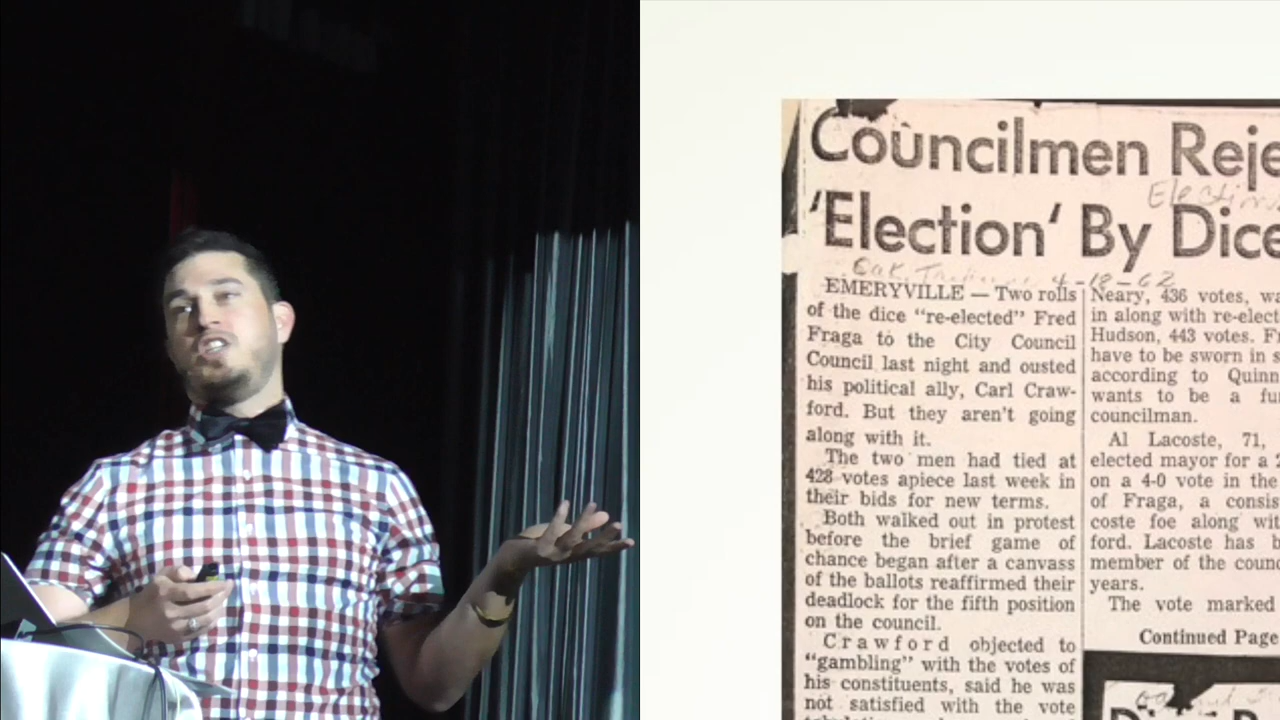 Councilmen Reje
'Election' By Dice
Election
Oak Tribune 4-18-62
EMERYVILLE — Two rolls
of the dice "re-elected" Fred
Fraga to the City Council
Council last night and ousted
his political ally, Carl Craw-
ford. But they aren't going
along with it.
The two men had tied at
428 votes apiece last week in
their bids for new terms.
Both walked out in protest
before the brief game of
chance began after a canvass
of the ballots reaffirmed their
deadlock for the fifth position
on the council.
Crawford objected to
"gambling" with the votes of
his constituents, said he was
not satisfied with the vote
Neary, 436 votes, w
in along with re-elect
Hudson, 443 votes. F
have to be sworn in s
according to Quinn
wants to be a fu
councilman.
Al Lacoste, 71,
elected mayor for a
on a 4-0 vote in the
of Fraga, a consis
coste foe along wit
ford. Lacoste has b
member of the counc
years.
The vote marked
Continued Page